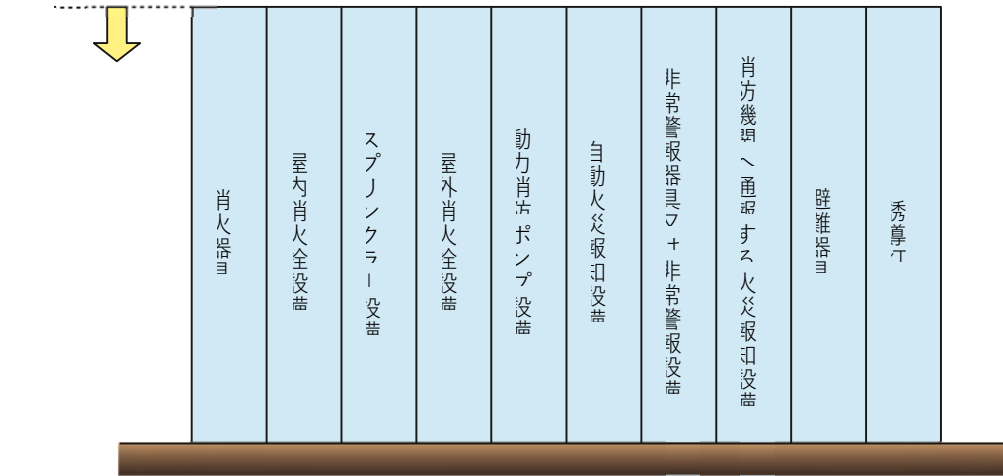 消火器具
屋内消火栓設備
スプリンクラー設備
屋外消火栓設備
動力消防ポンプ設備
自動火災報知設備
非常警報器具又は非常警報設備
消防機関へ通報する火災報知設備
避難器具
誘導灯